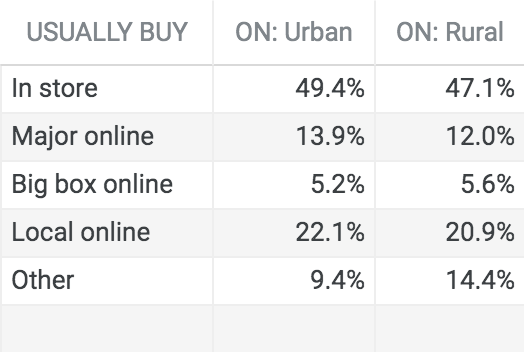 USUALLY BUY ON: Urban ON: Rural
In store 49.4% 47.1%
Major online 13.9% 12.0%
Big box online 5.2% 5.6%
Local online 22.1% 20.9%
Other 9.4% 14.4%